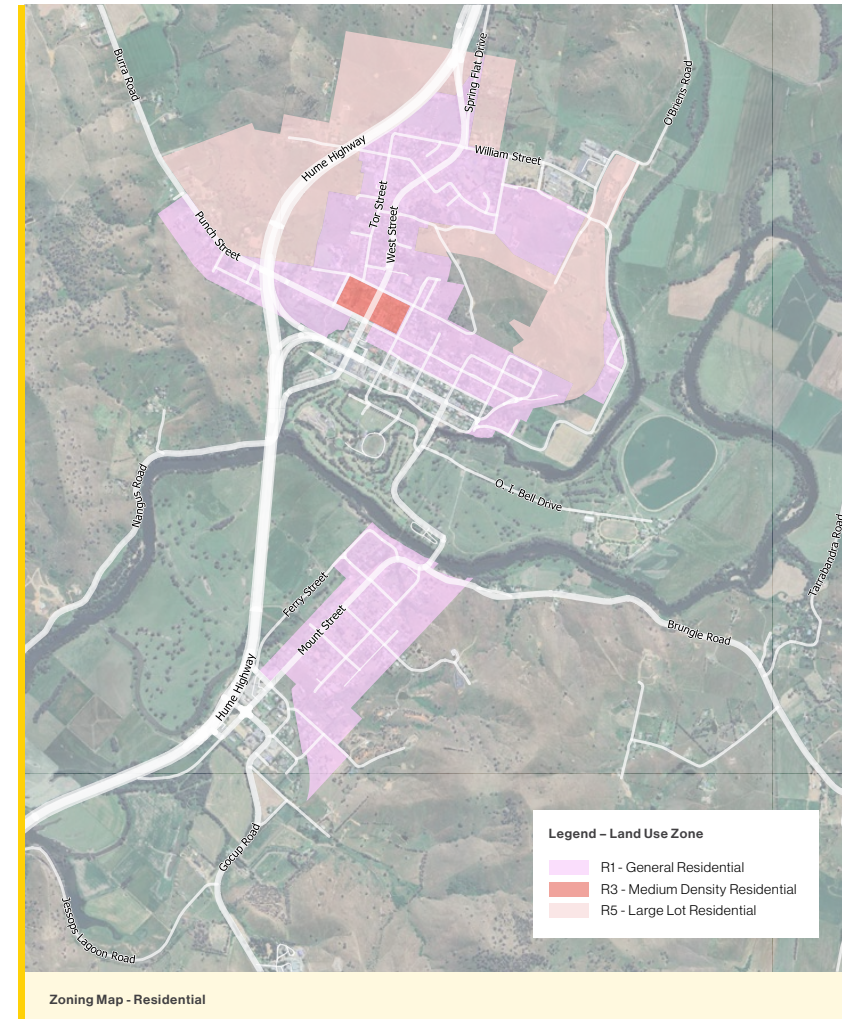 Burra Road
Spring Flat Drive
O'Briens Road
Hume Highway
William Street
Tor Street
West Street
Punch Street
Nangus Road
O. I. Bell Drive
Tarrabandra Road
Ferry Street
Mount Street
Brungle Road
Hume Highway
Gocup Road
Jessops Lagoon Road
Legend – Land Use Zone
R1 - General Residential
R3 - Medium Density Residential
R5 - Large Lot Residential
Zoning Map - Residential